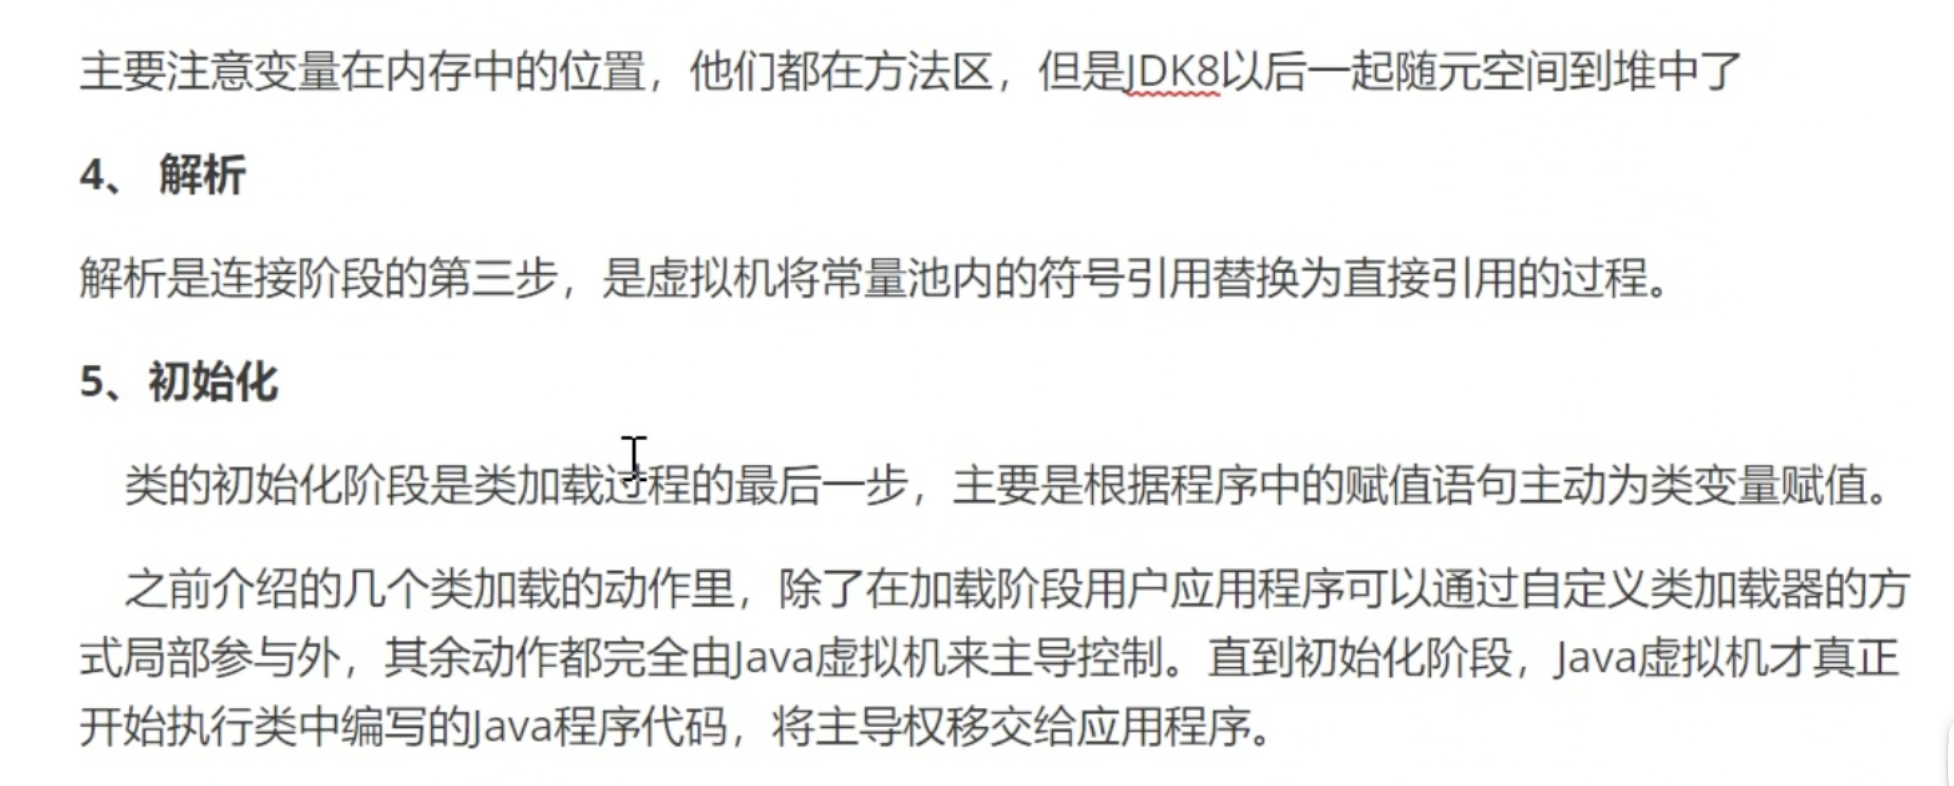 主要注意变量在内存中的位置，他们都在方法区，但是JDK8以后一起随元空间到堆中了
4、 解析
解析是连接阶段的第三步，是虚拟机将常量池内的符号引用替换为直接引用的过程。
5、初始化
类的初始化阶段是类加载过程的最后一步，主要是根据程序中的赋值语句主动为类变量赋值。
之前介绍的几个类加载的动作里，除了在加载阶段用户应用程序可以通过自定义类加载器的方
式局部参与外，其余动作都完全由Java虚拟机来主导控制。直到初始化阶段，Java虚拟机才真正
开始执行类中编写的Java程序代码，将主导权移交给应用程序。